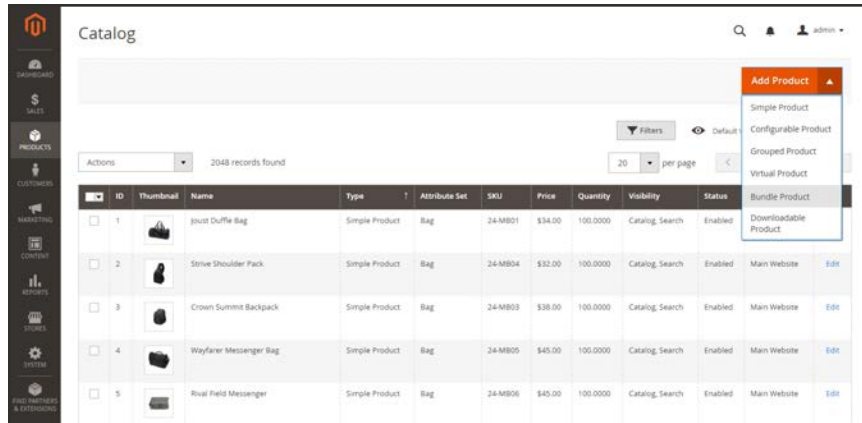 Catalog
admin
DASHBOARD
SALES
PRODUCTS
CUSTOMERS
MARKETING
CONTENT
REPORTS
STORES
SYSTEM
FIND PARTNERS
& EXTENSIONS
Add Product
Simple Product
Configurable Product
Grouped Product
Virtual Product
Bundle Product
Downloadable
Product
Filters Default
Actions 2048 records found 20 per page
ID Thumbnail Name Type ↑ Attribute Set SKU Price Quantity Visibility Status
1 Joust Duffle Bag Simple Product Bag 24-MB01 $34.00 100.0000 Catalog, Search Enabled
2 Strive Shoulder Pack Simple Product Bag 24-MB04 $32.00 100.0000 Catalog, Search Enabled Main Website Edit
3 Crown Summit Backpack Simple Product Bag 24-MB03 $38.00 100.0000 Catalog, Search Enabled Main Website Edit
4 Wayfarer Messenger Bag Simple Product Bag 24-MB05 $45.00 100.0000 Catalog, Search Enabled Main Website Edit
5 Rival Field Messenger Simple Product Bag 24-MB06 $45.00 100.0000 Catalog, Search Enabled Main Website Edit